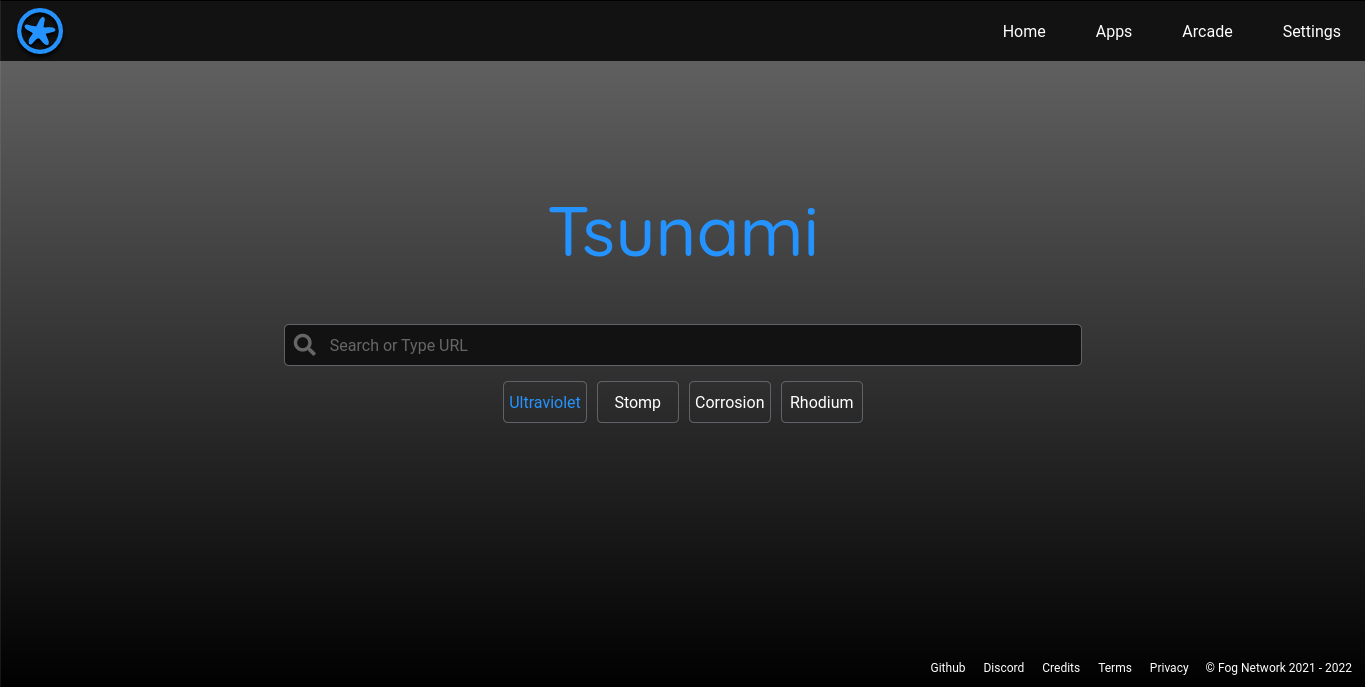 Home Apps Arcade Settings
Tsunami
Search or Type URL
Ultraviolet Stomp Corrosion Rhodium
Github Discord Credits Terms Privacy © Fog Network 2021 - 2022